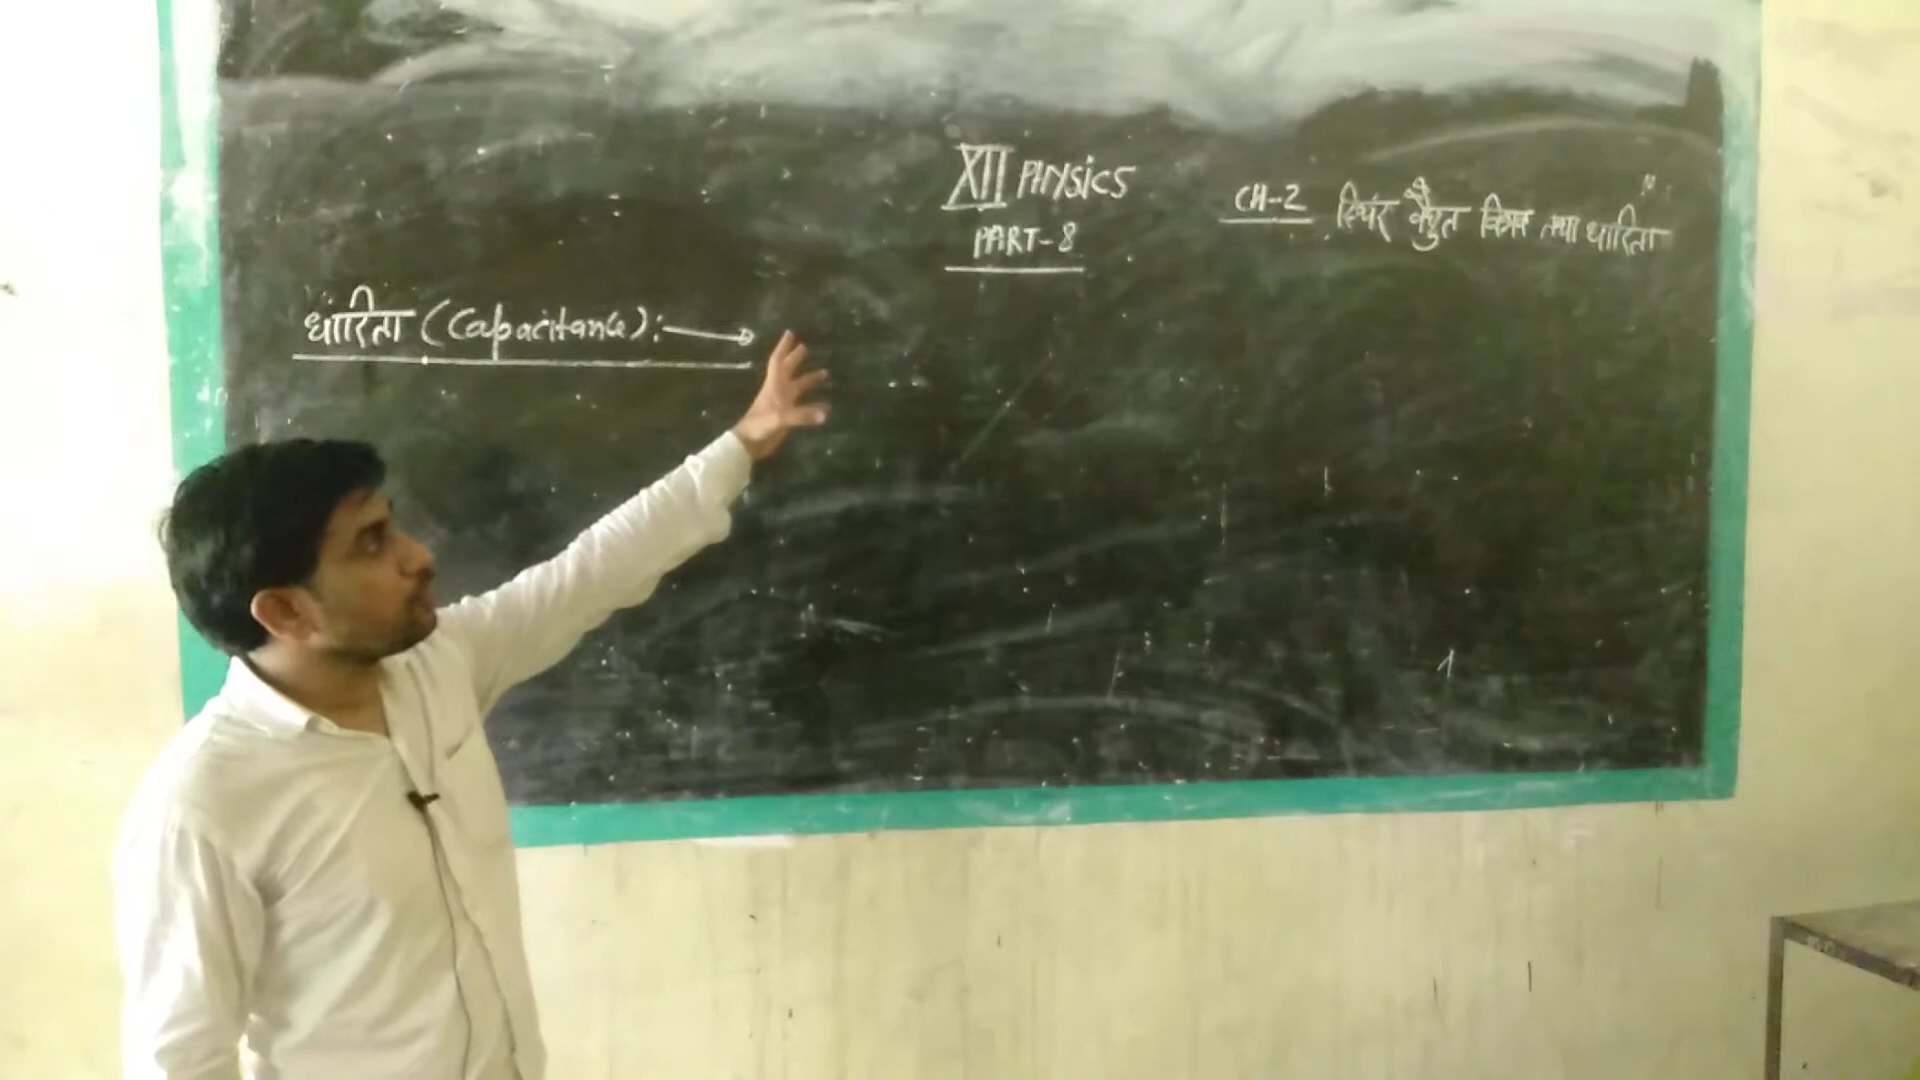 XII PHYSICS
PART-8
CH-2 स्थिर वैद्युत विभव तथा धारिता
धारिता (Capacitance):→